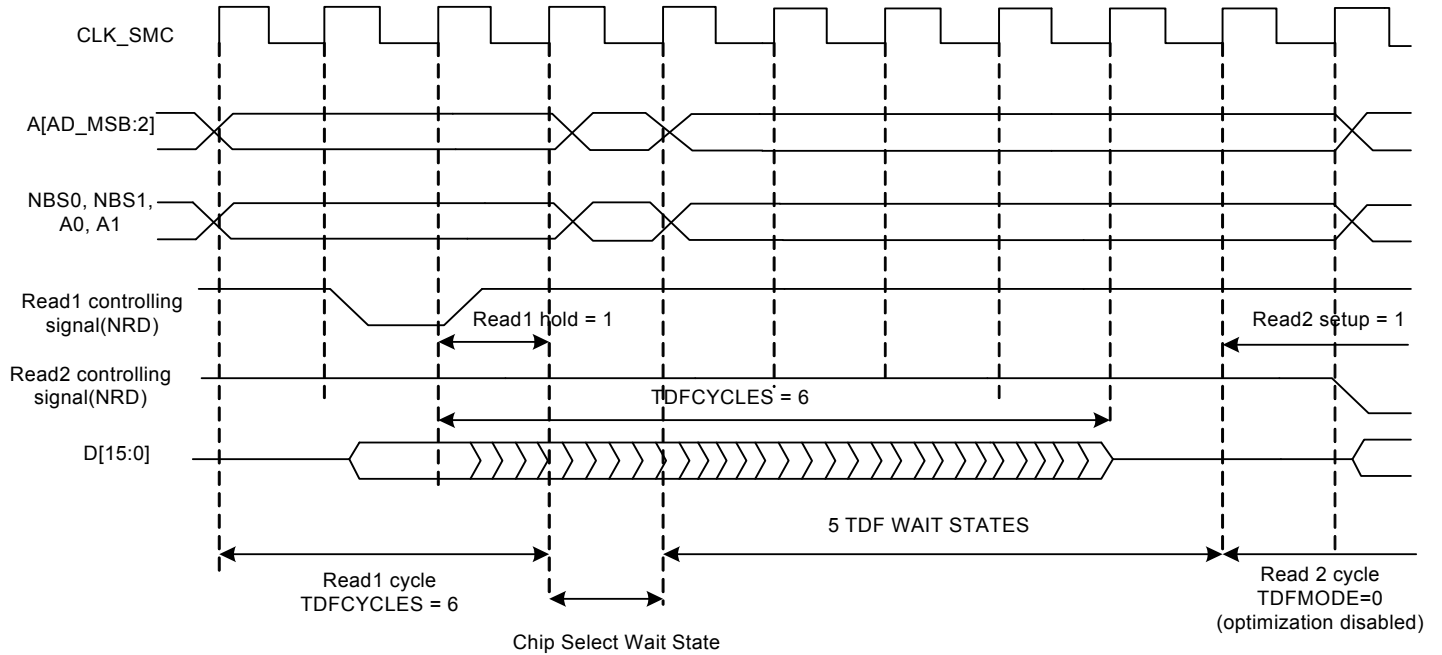 CLK_SMC
A[AD_MSB:2]
NBS0, NBS1,
A0, A1
Read1 controlling
signal(NRD)
Read1 hold = 1
Read2 setup = 1
Read2 controlling
signal(NRD)
TDFCYCLES = 6
D[15:0]
5 TDF WAIT STATES
Read1 cycle
TDFCYCLES = 6
Chip Select Wait State
Read 2 cycle
TDFMODE=0
(optimization disabled)